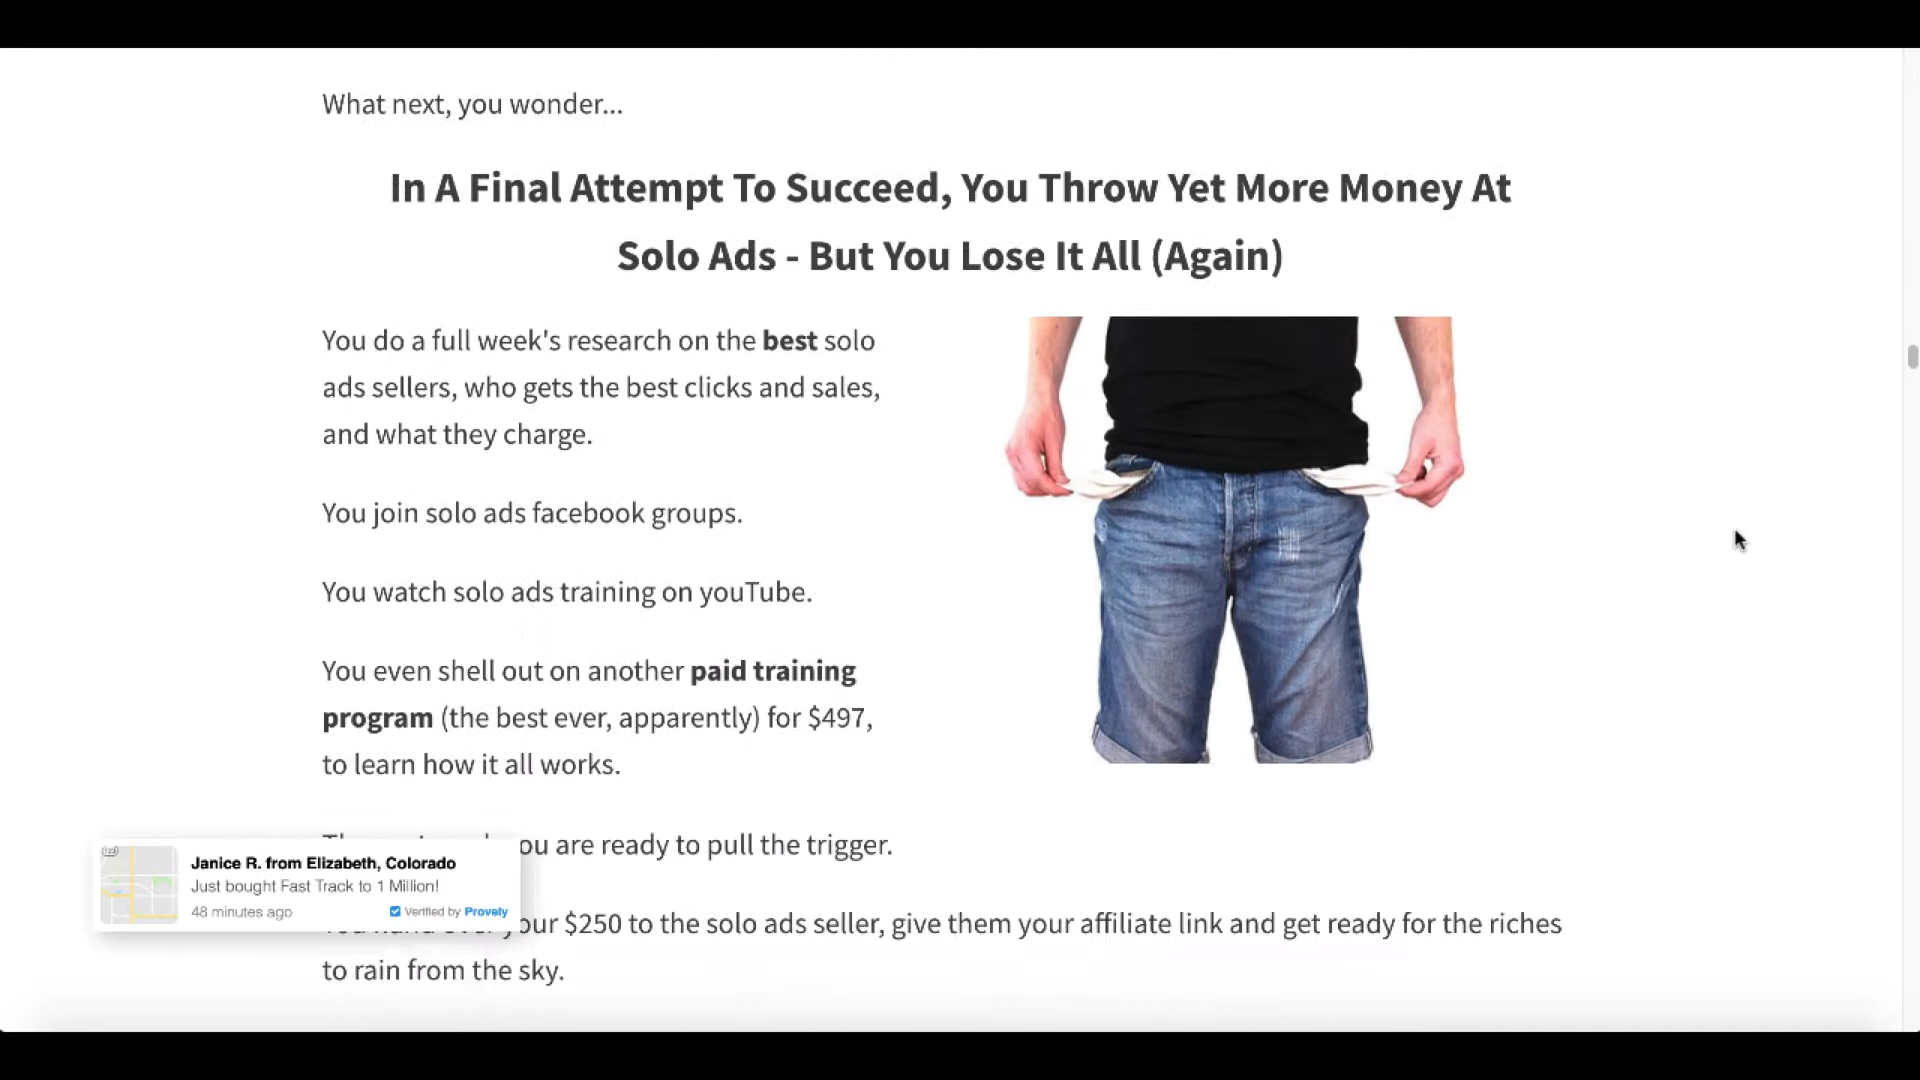 What next, you wonder...
In A Final Attempt To Succeed, You Throw Yet More Money At
Solo Ads - But You Lose It All (Again)
You do a full week's research on the best solo
ads sellers, who gets the best clicks and sales,
and what they charge.
You join solo ads facebook groups.
You watch solo ads training on youTube.
You even shell out on another paid training
program (the best ever, apparently) for $497,
to learn how it all works.
you are ready to pull the trigger.
Janice R. from Elizabeth, Colorado
Just bought Fast Track to 1 Million!
48 minutes ago
Verified by Provely
your $250 to the solo ads seller, give them your affiliate link and get ready for the riches
to rain from the sky.